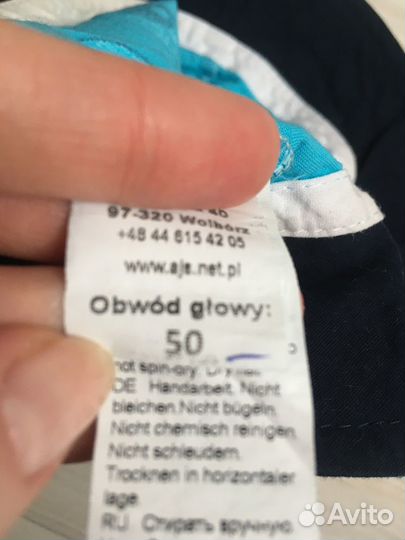 40
97-320 Wolbórz
+48 44 615 42 05
www.ajs.net.pl
Obwód głowy:
50
not spin-dry.
DE Handarbeit. Nicht
bleichen.Nicht bügeln.
Nicht chemisch reinigen.
Nicht schleudern.
Trocknen in horizontaler
lage.
RU Стирать вручную
Avito